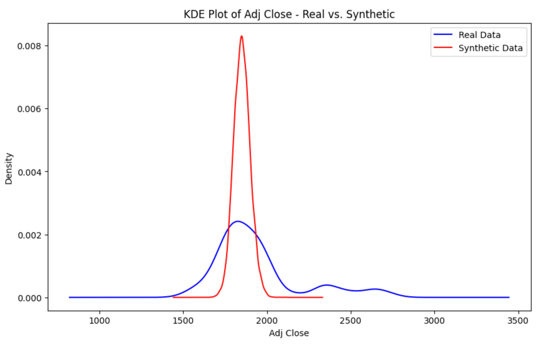 KDE Plot of Adj Close - Real vs. Synthetic
Real Data
Synthetic Data
Density
0.008
0.006
0.004
0.002
0.000
1000 1500 2000 2500 3000 3500
Adj Close